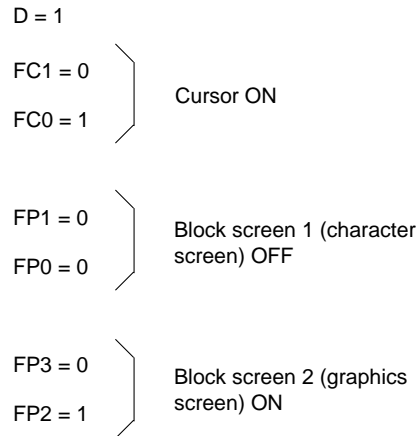 D = 1
FC1 = 0
FC0 = 1
Cursor ON
FP1 = 0
FP0 = 0
Block screen 1 (character
screen) OFF
FP3 = 0
FP2 = 1
Block screen 2 (graphics
screen) ON